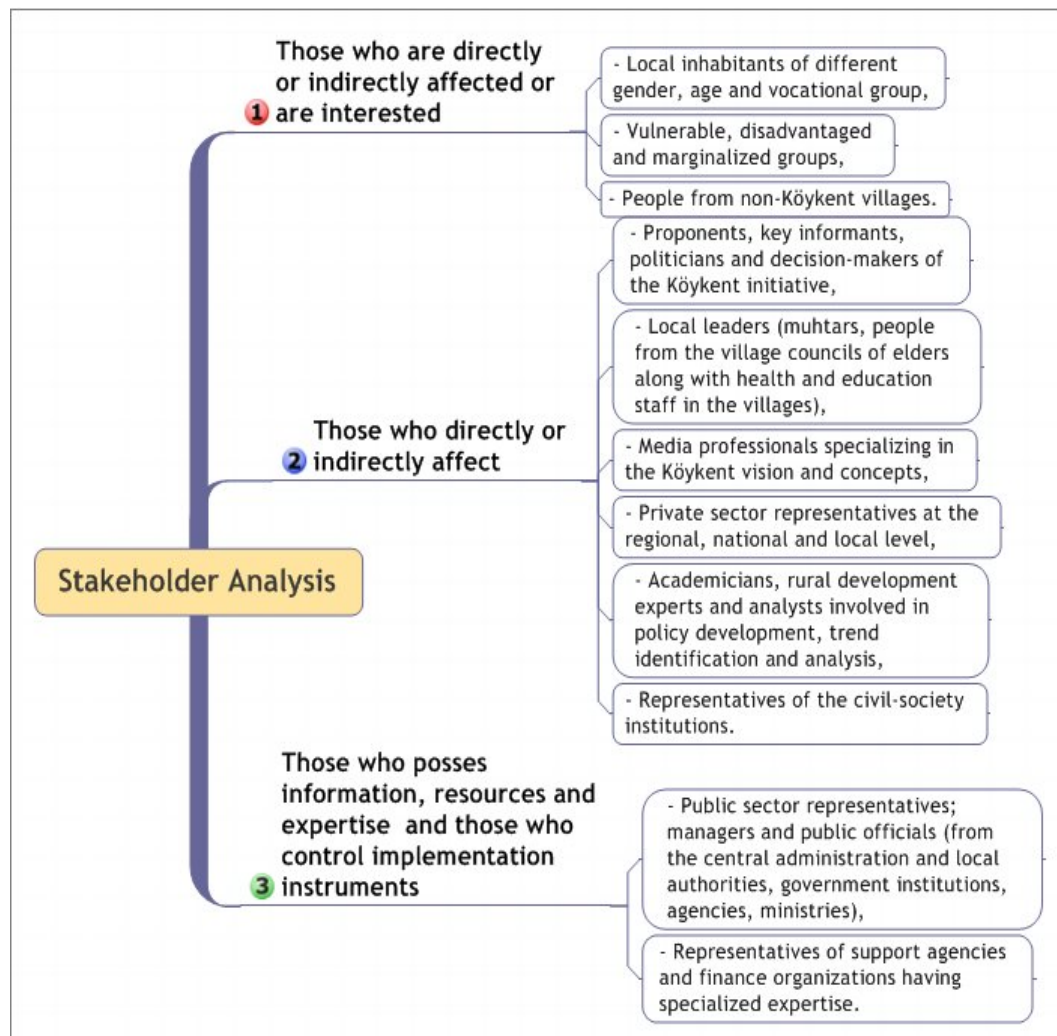 Those who are directly
or indirectly affected or
1 are interested
- Local inhabitants of different
gender, age and vocational group,
- Vulnerable, disadvantaged
and marginalized groups,
- People from non-Köykent villages.
Those who directly or
2 indirectly affect
- Proponents, key informants,
politicians and decision-makers of
the Köykent initiative,
- Local leaders (muhtars, people
from the village councils of elders
along with health and education
staff in the villages),
- Media professionals specializing in
the Köykent vision and concepts,
- Private sector representatives at the
regional, national and local level,
- Academicians, rural development
experts and analysts involved in
policy development, trend
identification and analysis,
- Representatives of the civil-society
institutions.
Stakeholder Analysis
Those who posses
information, resources and
expertise and those who
control implementation
3 instruments
- Public sector representatives;
managers and public officials (from
the central administration and local
authorities, government institutions,
agencies, ministries),
- Representatives of support agencies
and finance organizations having
specialized expertise.